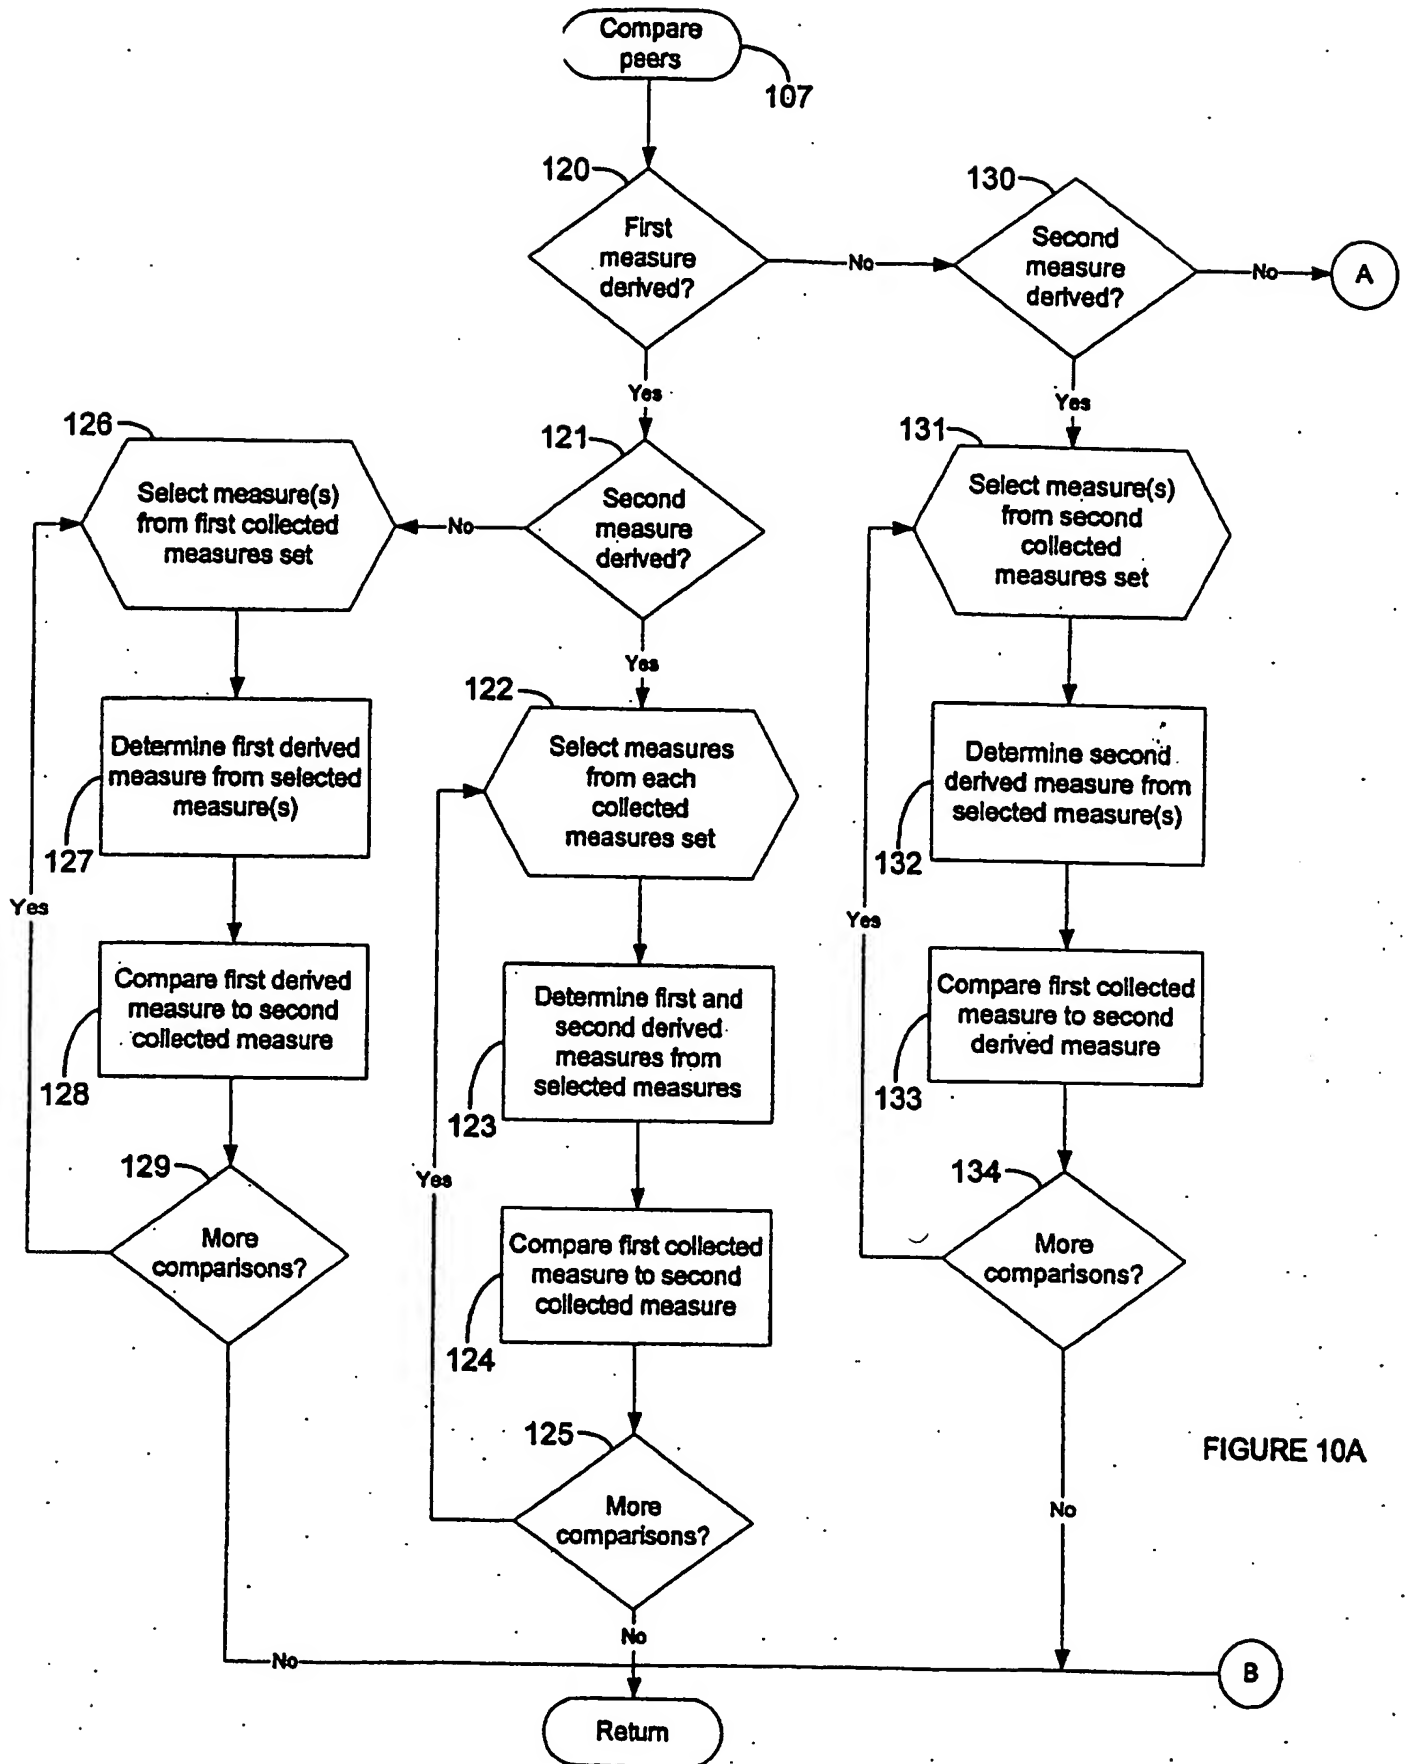 Compare
peers
107
120
First
measure
derived?
No
130
Second
measure
derived?
No
A
Yes
Yes
126
Select measure(s)
from first collected
measures set
No
121
Second
measure
derived?
131
Select measure(s)
from second
collected
measures set
Yes
122
Select measures
from each
collected
measures set
Determine first derived
measure from selected
measure(s)
127
Determine second
derived measure from
selected measure(s)
132
Yes
Yes
Compare first derived
measure to second
collected measure
128
Determine first and
second derived
measures from
selected measures
123
Compare first collected
measure to second
derived measure
133
129
More
comparisons?
Yes
Compare first collected
measure to second
collected measure
124
134
More
comparisons?
125
More
comparisons?
FIGURE 10A
No
No
No
B
Return